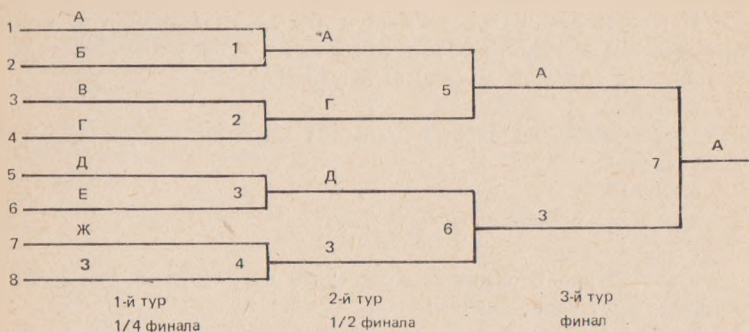 1 А
Б 1 А
2
3 В 5 А
Г 2 Г
4
7 А
5 Д
Е 3 Д
6
6 З
7 Ж
З 4 З
8
1-й тур 2-й тур 3-й тур
1/4 финала 1/2 финала финал